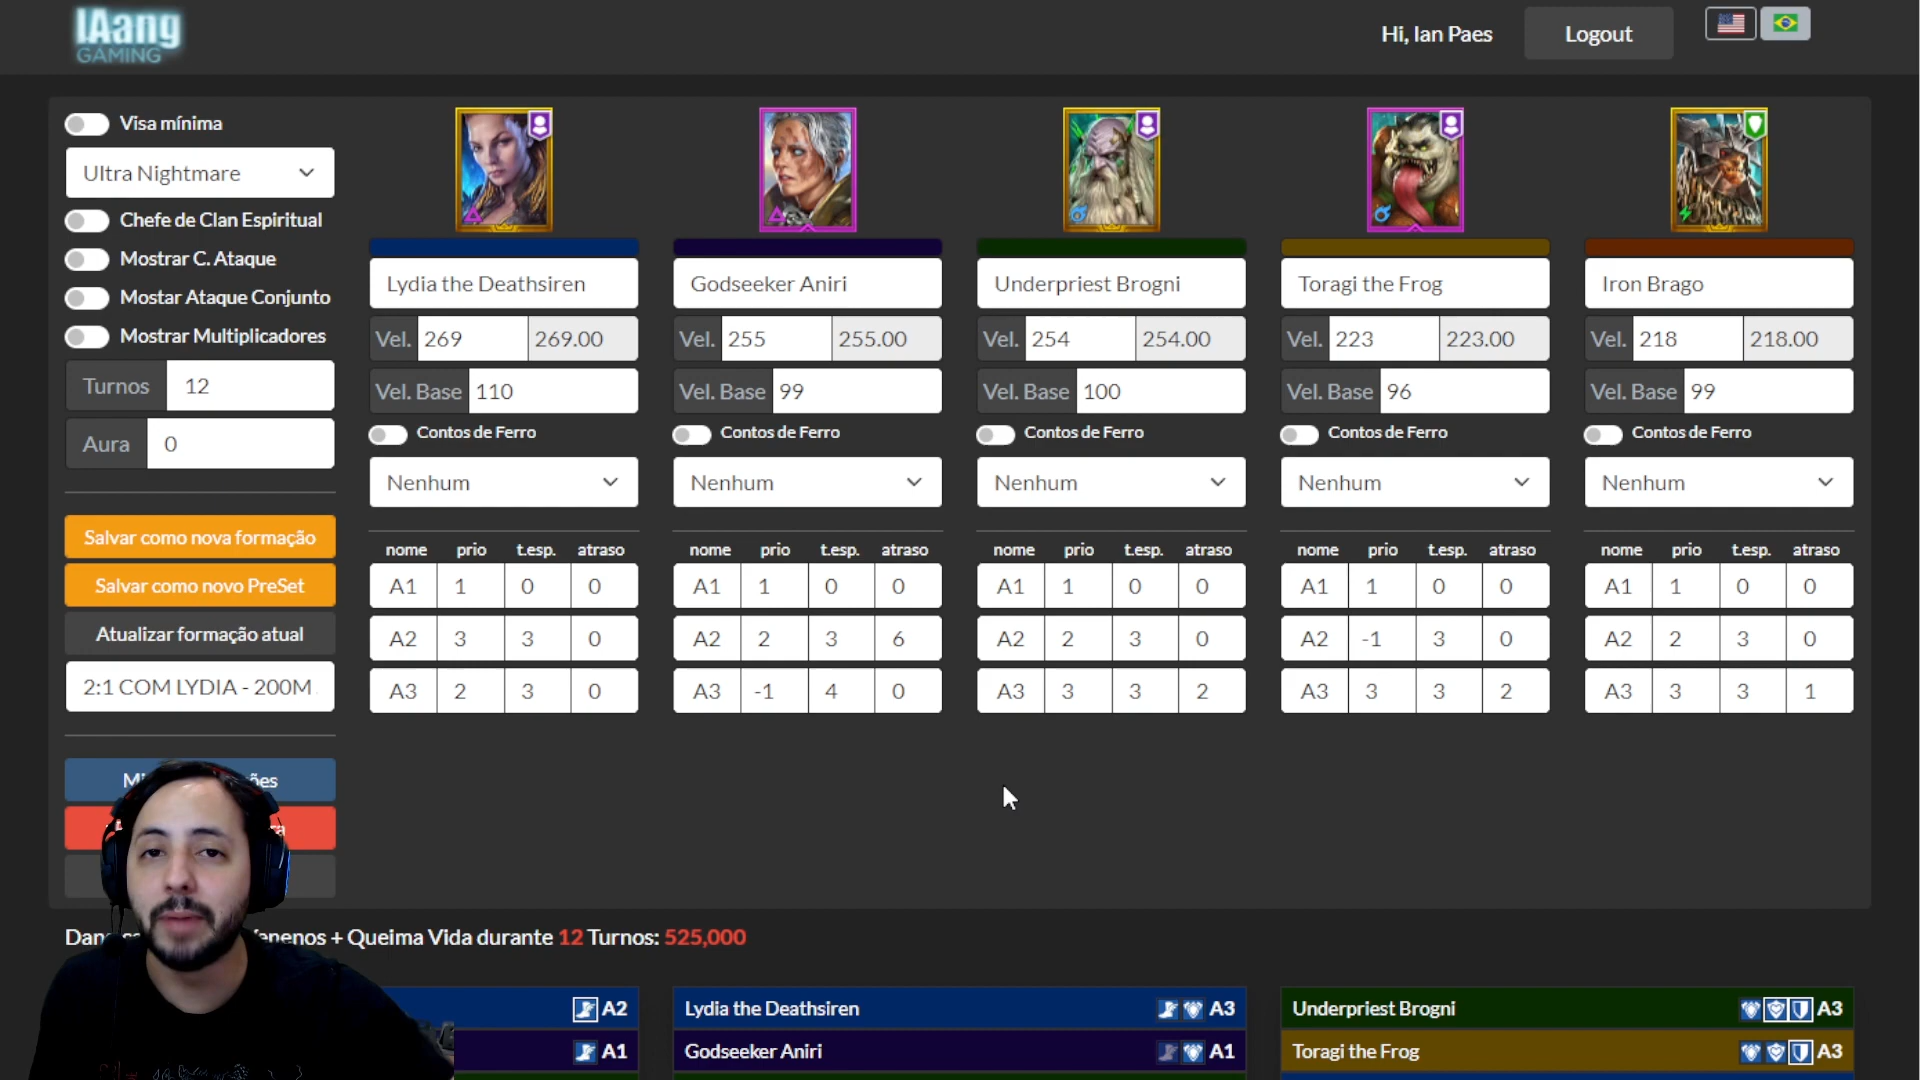 IAang
GAMING
Hi, Ian Paes
Logout
Visa mínima
Ultra Nightmare
Chefe de Clan Espiritual
Mostrar C. Ataque
Mostar Ataque Conjunto
Mostrar Multiplicadores
Turnos 12
Aura 0
Salvar como nova formação
Salvar como novo PreSet
Atualizar formação atual
2:1 COM LYDIA - 200M
Lydia the Deathsiren
Vel. 269 269.00
Vel. Base 110
Contos de Ferro
Nenhum
nome prio t.esp. atraso
A1 1 0 0
A2 3 3 0
A3 2 3 0
Godseeker Aniri
Vel. 255 255.00
Vel. Base 99
Contos de Ferro
Nenhum
nome prio t.esp. atraso
A1 1 0 0
A2 2 3 6
A3 -1 4 0
Underpriest Brogni
Vel. 254 254.00
Vel. Base 100
Contos de Ferro
Nenhum
nome prio t.esp. atraso
A1 1 0 0
A2 2 3 0
A3 3 3 2
Toragi the Frog
Vel. 223 223.00
Vel. Base 96
Contos de Ferro
Nenhum
nome prio t.esp. atraso
A1 1 0 0
A2 -1 3 0
A3 3 3 2
Iron Brago
Vel. 218 218.00
Vel. Base 99
Contos de Ferro
Nenhum
nome prio t.esp. atraso
A1 1 0 0
A2 2 3 0
A3 3 3 1
+ Queima Vida durante 12 Turnos: 525,000
A2
A1
Lydia the Deathsiren A3
Godseeker Aniri A1
Underpriest Brogni A3
Toragi the Frog A3